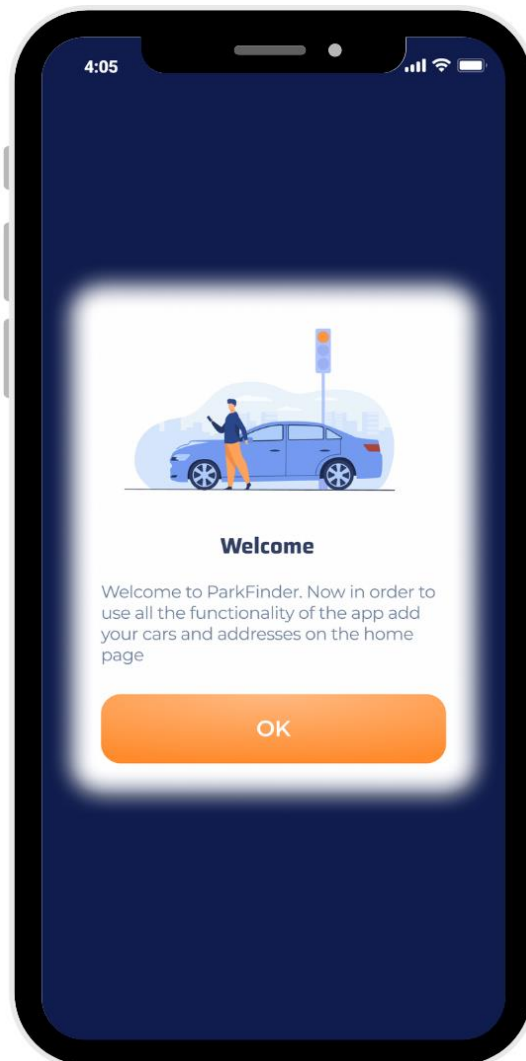 4:05
Welcome
Welcome to ParkFinder. Now in order to
use all the functionality of the app add
your cars and addresses on the home
page
OK